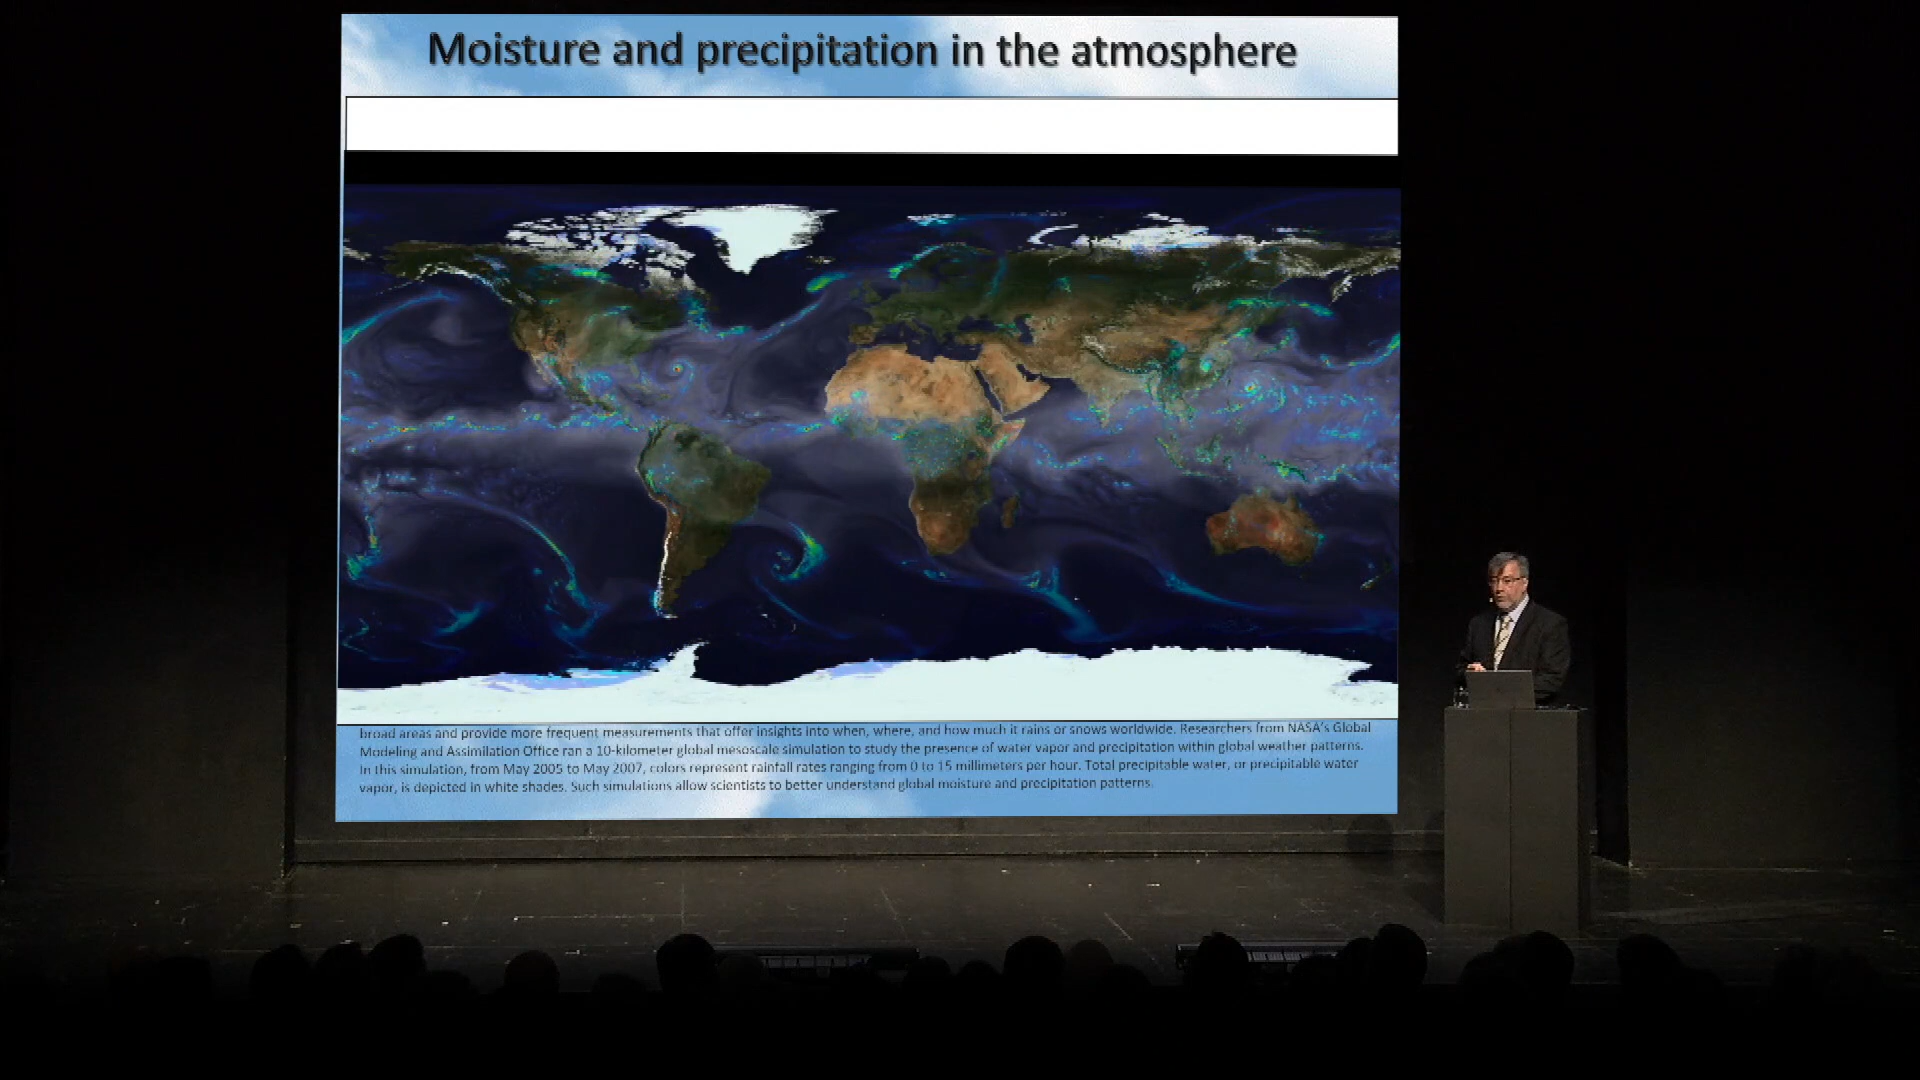 Moisture and precipitation in the atmosphere
broad areas and provide more frequent measurements that offer insights into when, where, and how much it rains or snows worldwide. Researchers from NASA's Global
Modeling and Assimilation Office ran a 10-kilometer global mesoscale simulation to study the presence of water vapor and precipitation within global weather patterns.
In this simulation, from May 2005 to May 2007, colors represent rainfall rates ranging from 0 to 15 millimeters per hour. Total precipitable water, or precipitable water
vapor, is depicted in white shades. Such simulations allow scientists to better understand global moisture and precipitation patterns.